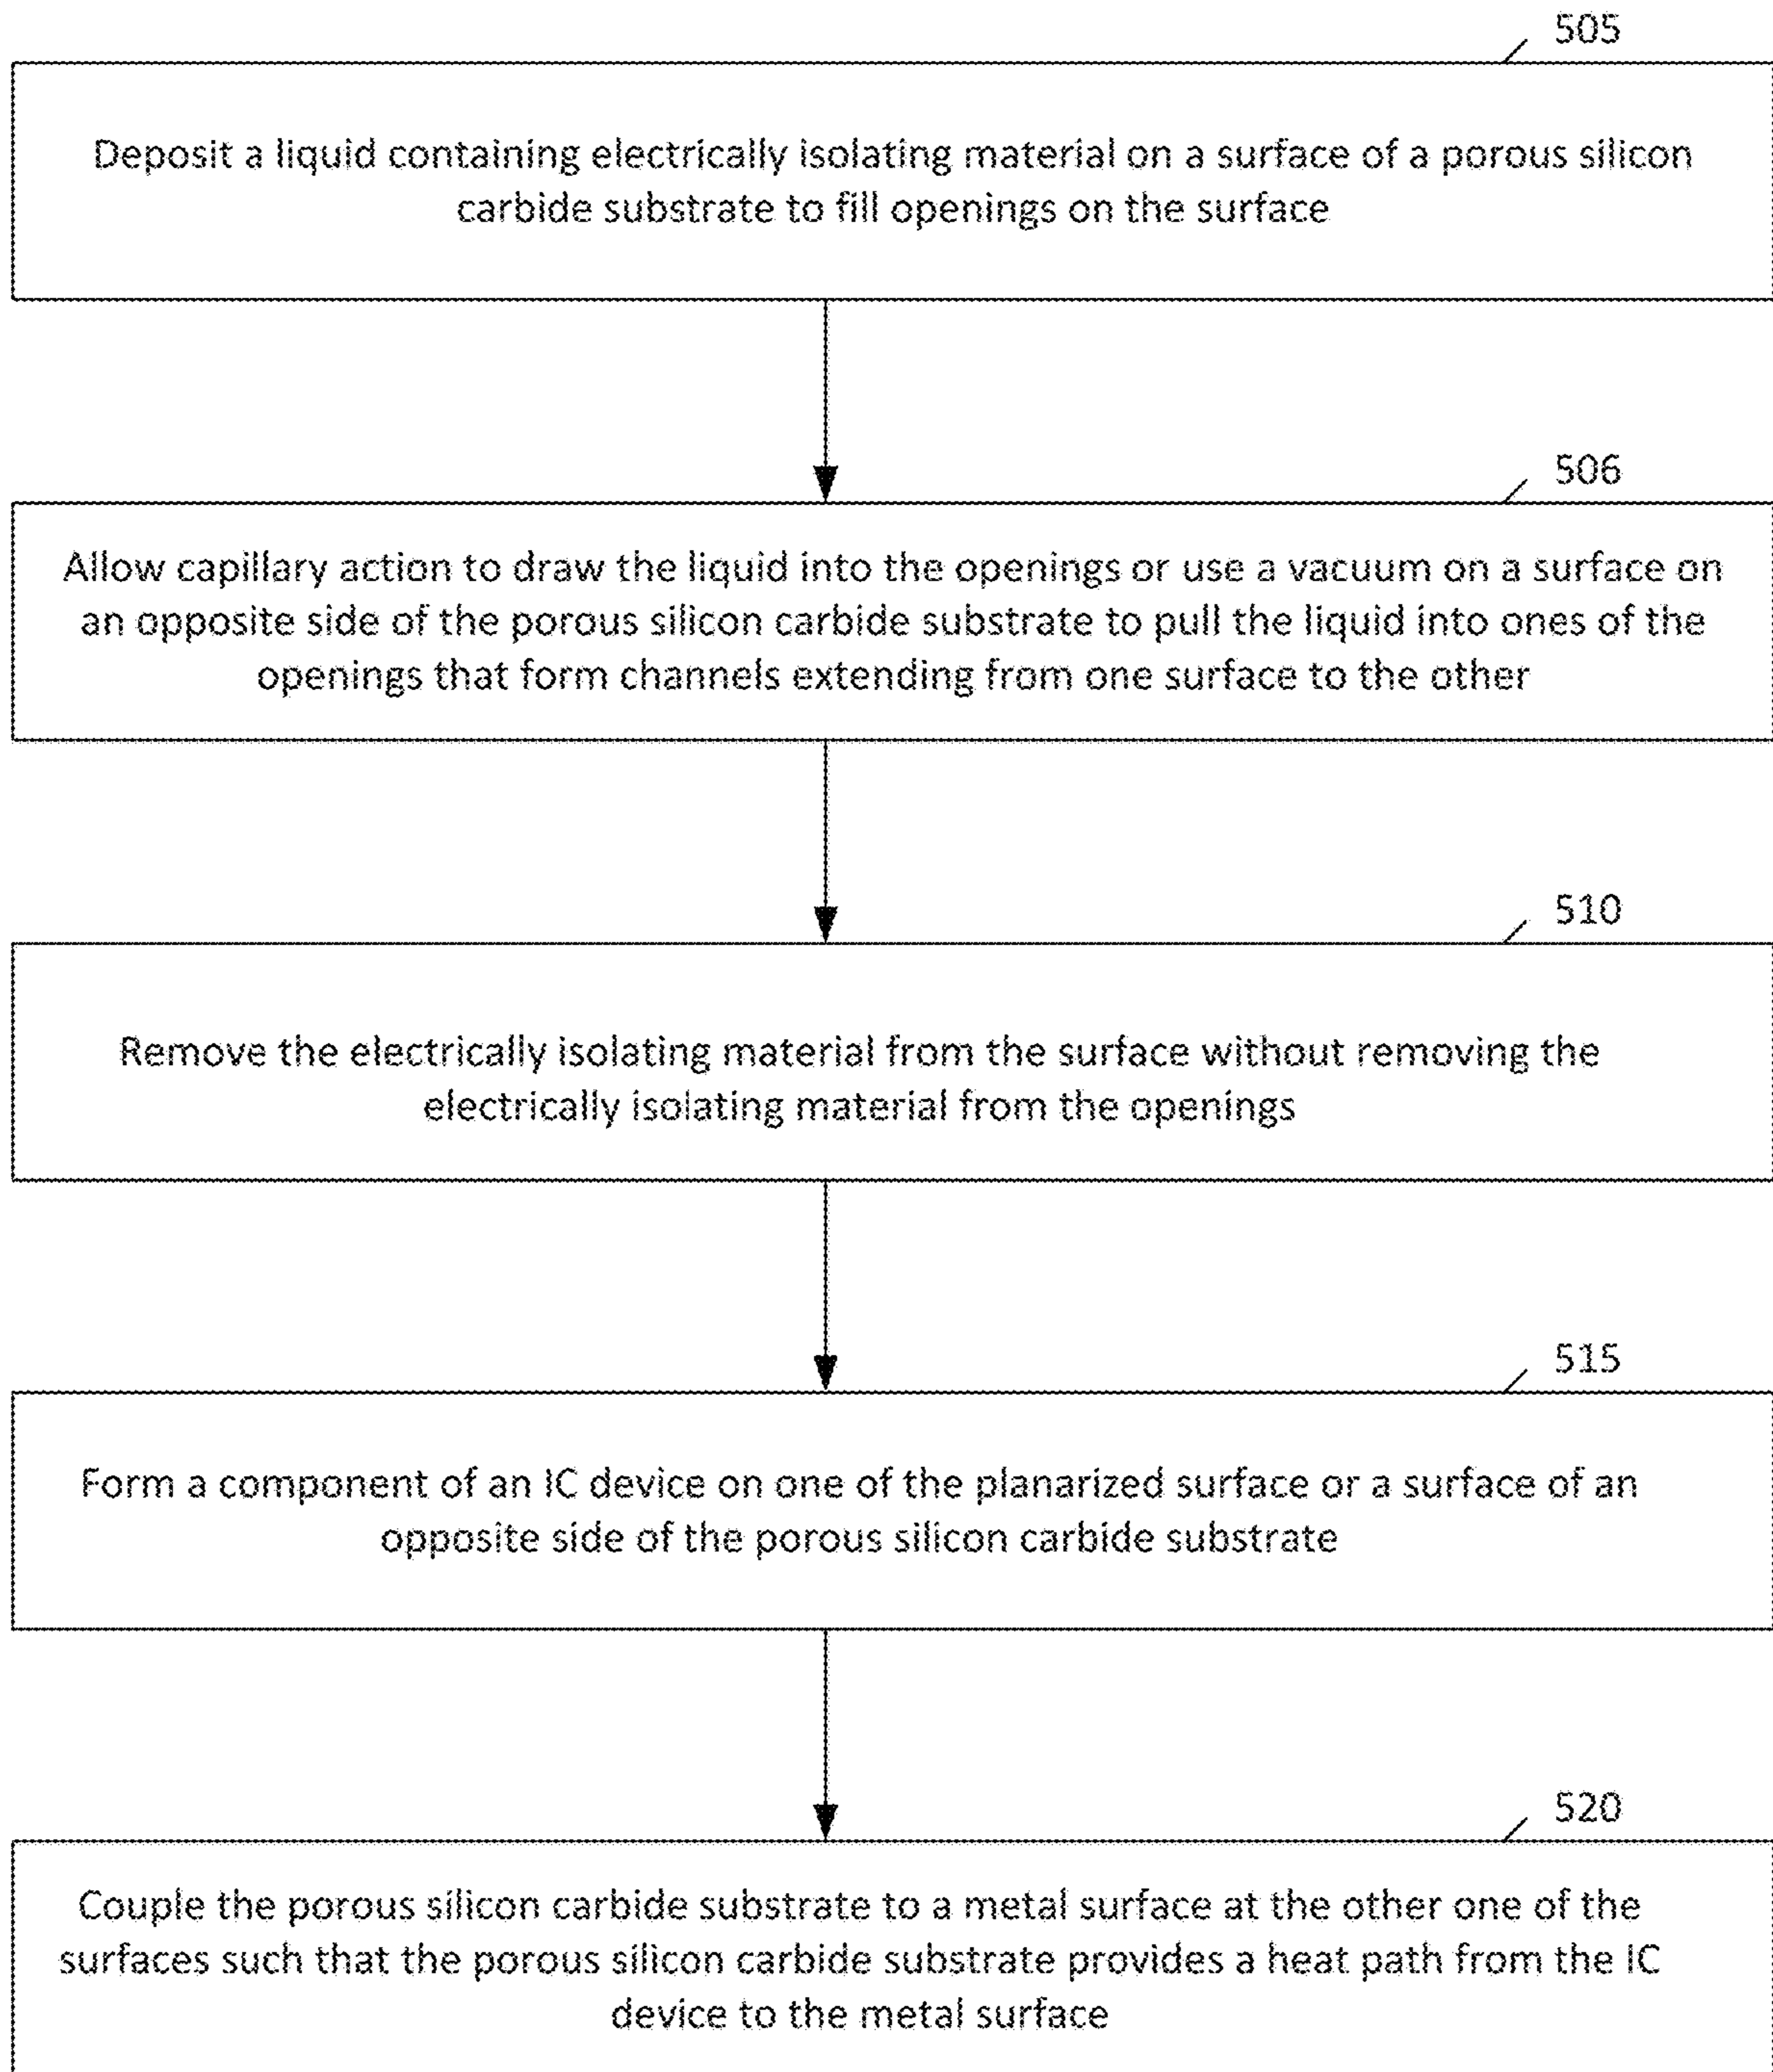 505
Deposit a liquid containing electrically isolating material on a surface of a porous silicon
carbide substrate to fill openings on the surface
506
Allow capillary action to draw the liquid into the openings or use a vacuum on a surface on
an opposite side of the porous silicon carbide substrate to pull the liquid into ones of the
openings that form channels extending from one surface to the other
510
Remove the electrically isolating material from the surface without removing the
electrically isolating material from the openings
515
Form a component of an IC device on one of the planarized surface or a surface of an
opposite side of the porous silicon carbide substrate
520
Couple the porous silicon carbide substrate to a metal surface at the other one of the
surfaces such that the porous silicon carbide substrate provides a heat path from the IC
device to the metal surface